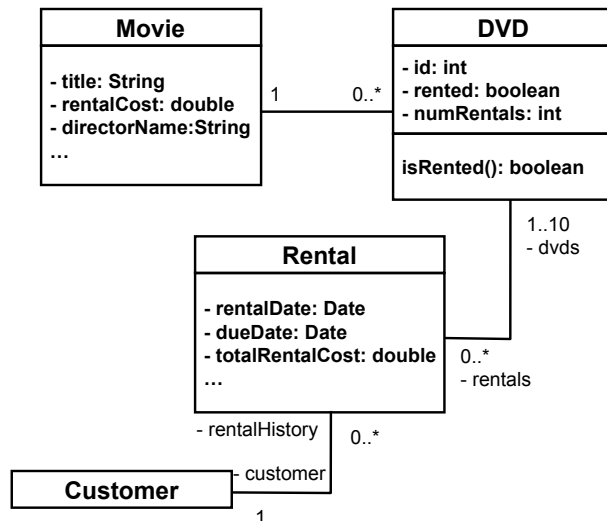 Movie
- title: String
- rentalCost: double
- directorName:String
...
1
0..*
DVD
- id: int
- rented: boolean
- numRentals: int
isRented(): boolean
1..10
- dvds
Rental
- rentalDate: Date
- dueDate: Date
- totalRentalCost: double
...
0..*
- rentals
- rentalHistory
0..*
- customer
Customer
1